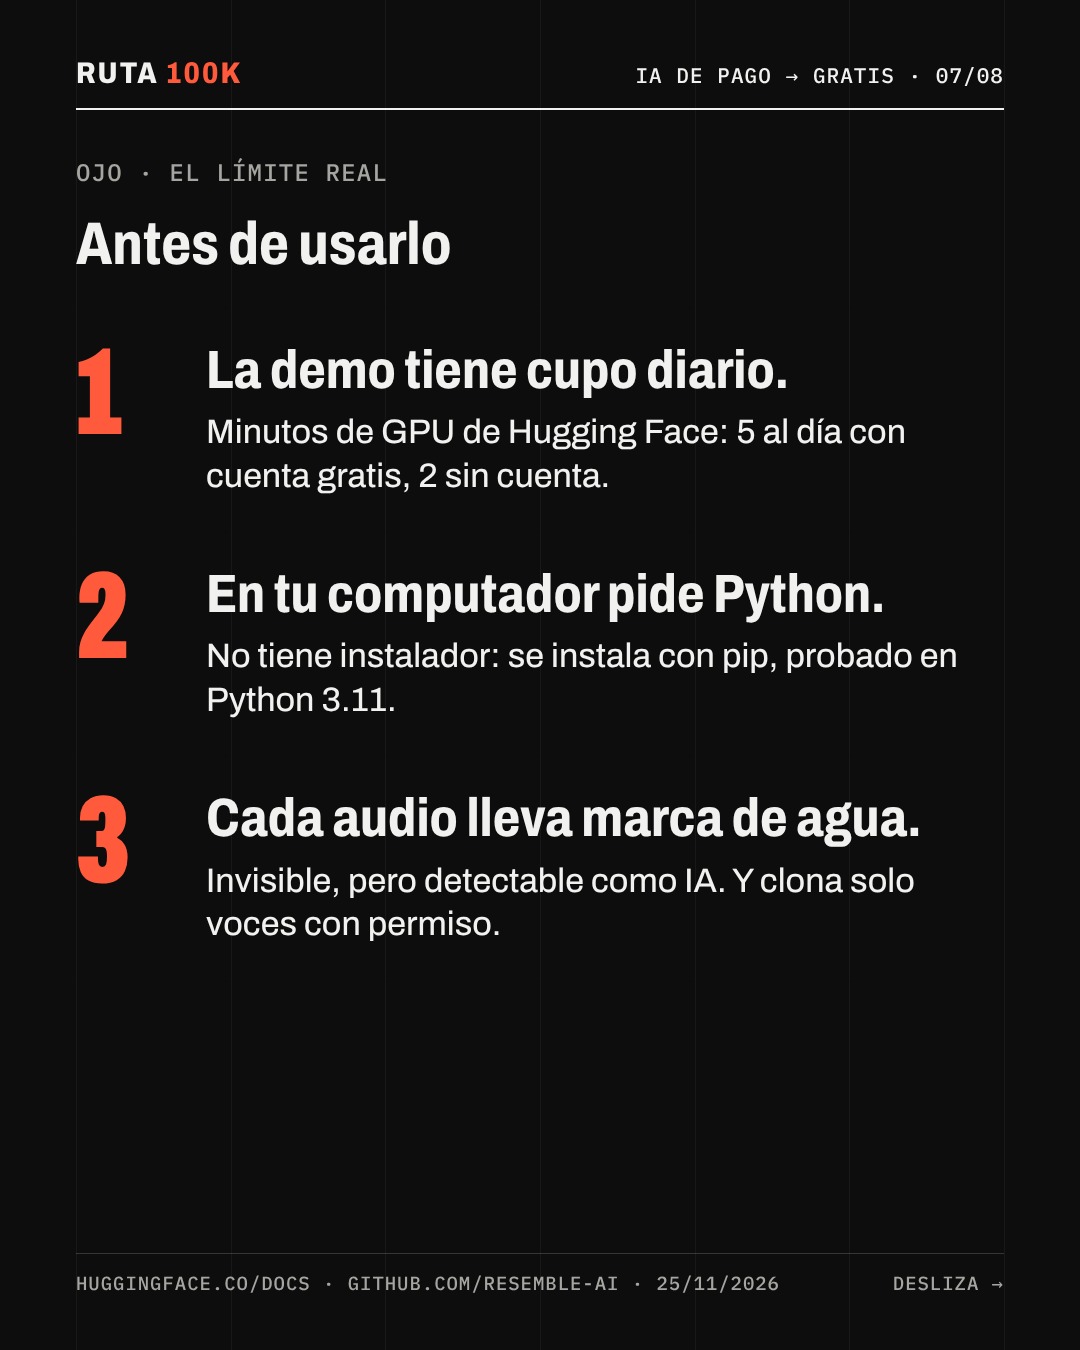 RUTA 100K
IA DE PAGO → GRATIS · 07/08
OJO · EL LÍMITE REAL
Antes de usarlo
1
La demo tiene cupo diario.
Minutos de GPU de Hugging Face: 5 al día con
cuenta gratis, 2 sin cuenta.
2
En tu computador pide Python.
No tiene instalador: se instala con pip, probado en
Python 3.11.
3
Cada audio lleva marca de agua.
Invisible, pero detectable como IA. Y clona solo
voces con permiso.
HUGGINGFACE.CO/DOCS · GITHUB.COM/RESEMBLE-AI · 25/11/2026
DESLIZA →